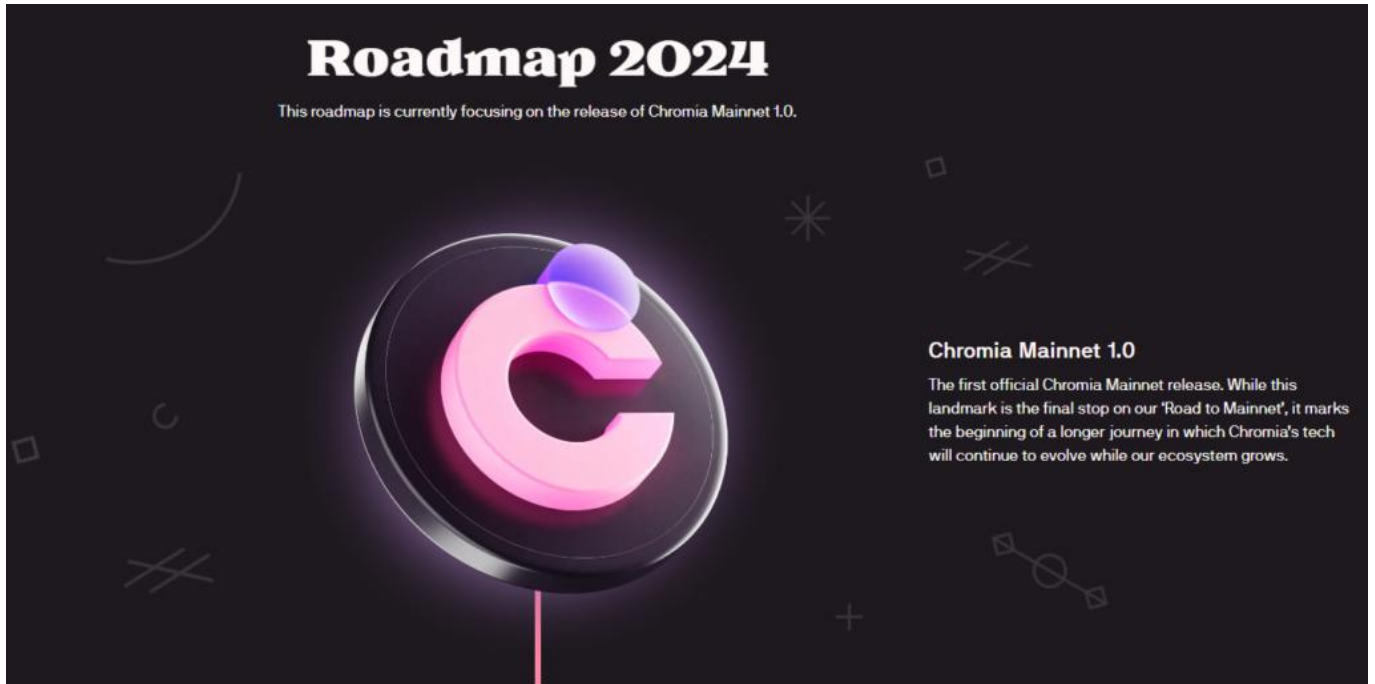 Roadmap 2024
This roadmap is currently focusing on the release of Chromia Mainnet 1.0.
Chromia Mainnet 1.0
The first official Chromia Mainnet release. While this
landmark is the final stop on our 'Road to Mainnet', it marks
the beginning of a longer journey in which Chromia's tech
will continue to evolve while our ecosystem grows.